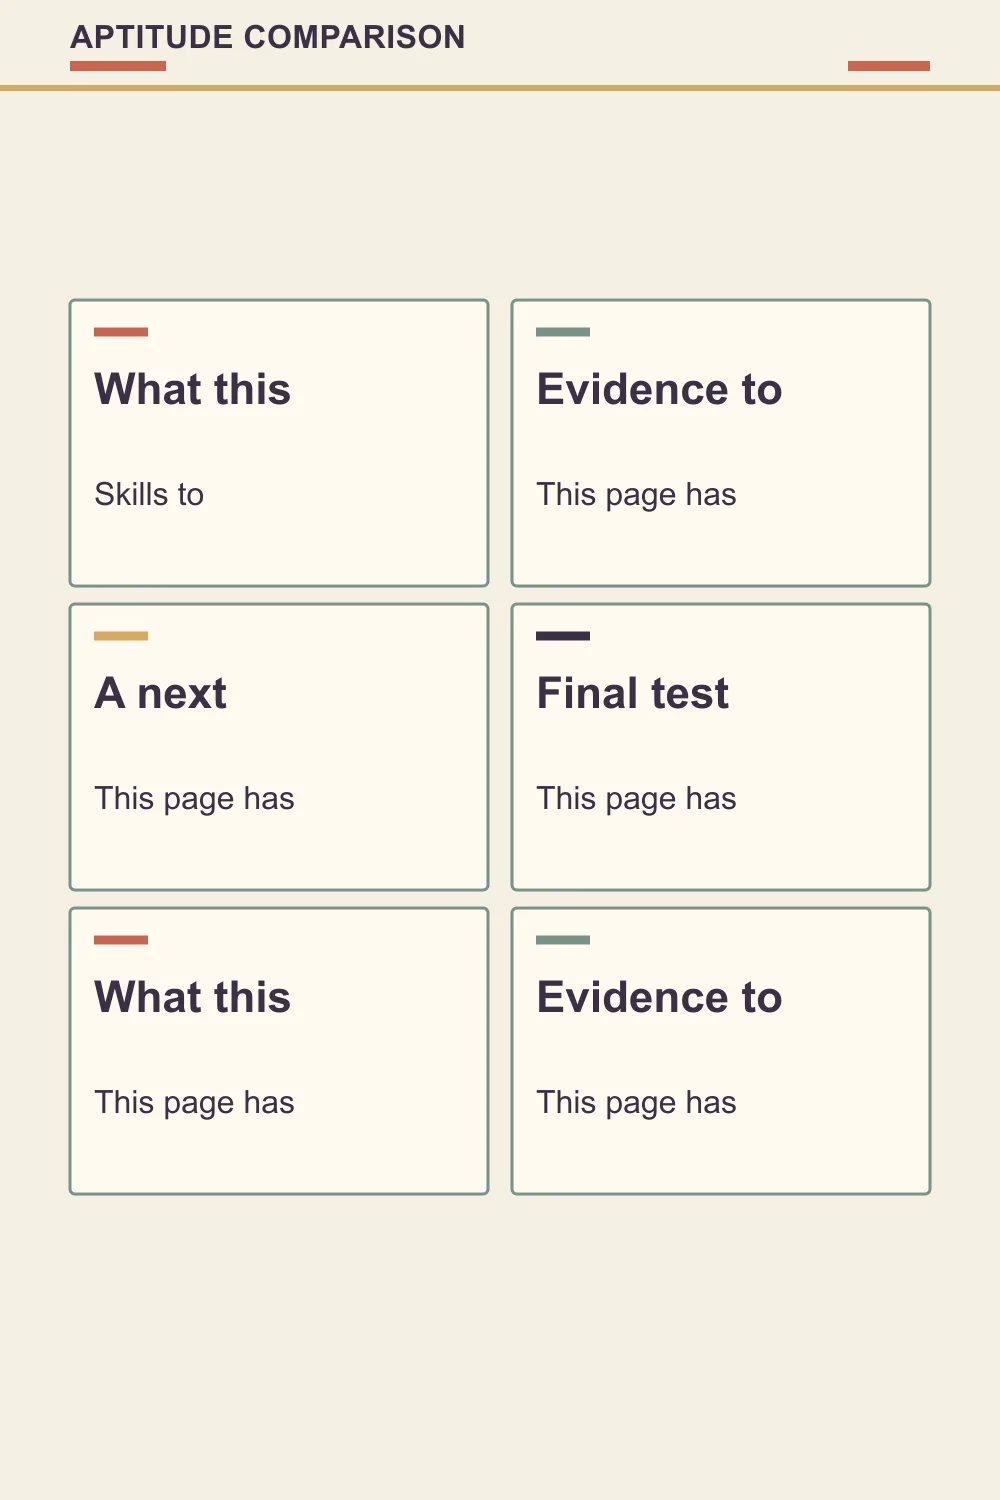 APTITUDE COMPARISON
What this
Skills to
Evidence to
This page has
A next
This page has
Final test
This page has
What this
This page has
Evidence to
This page has